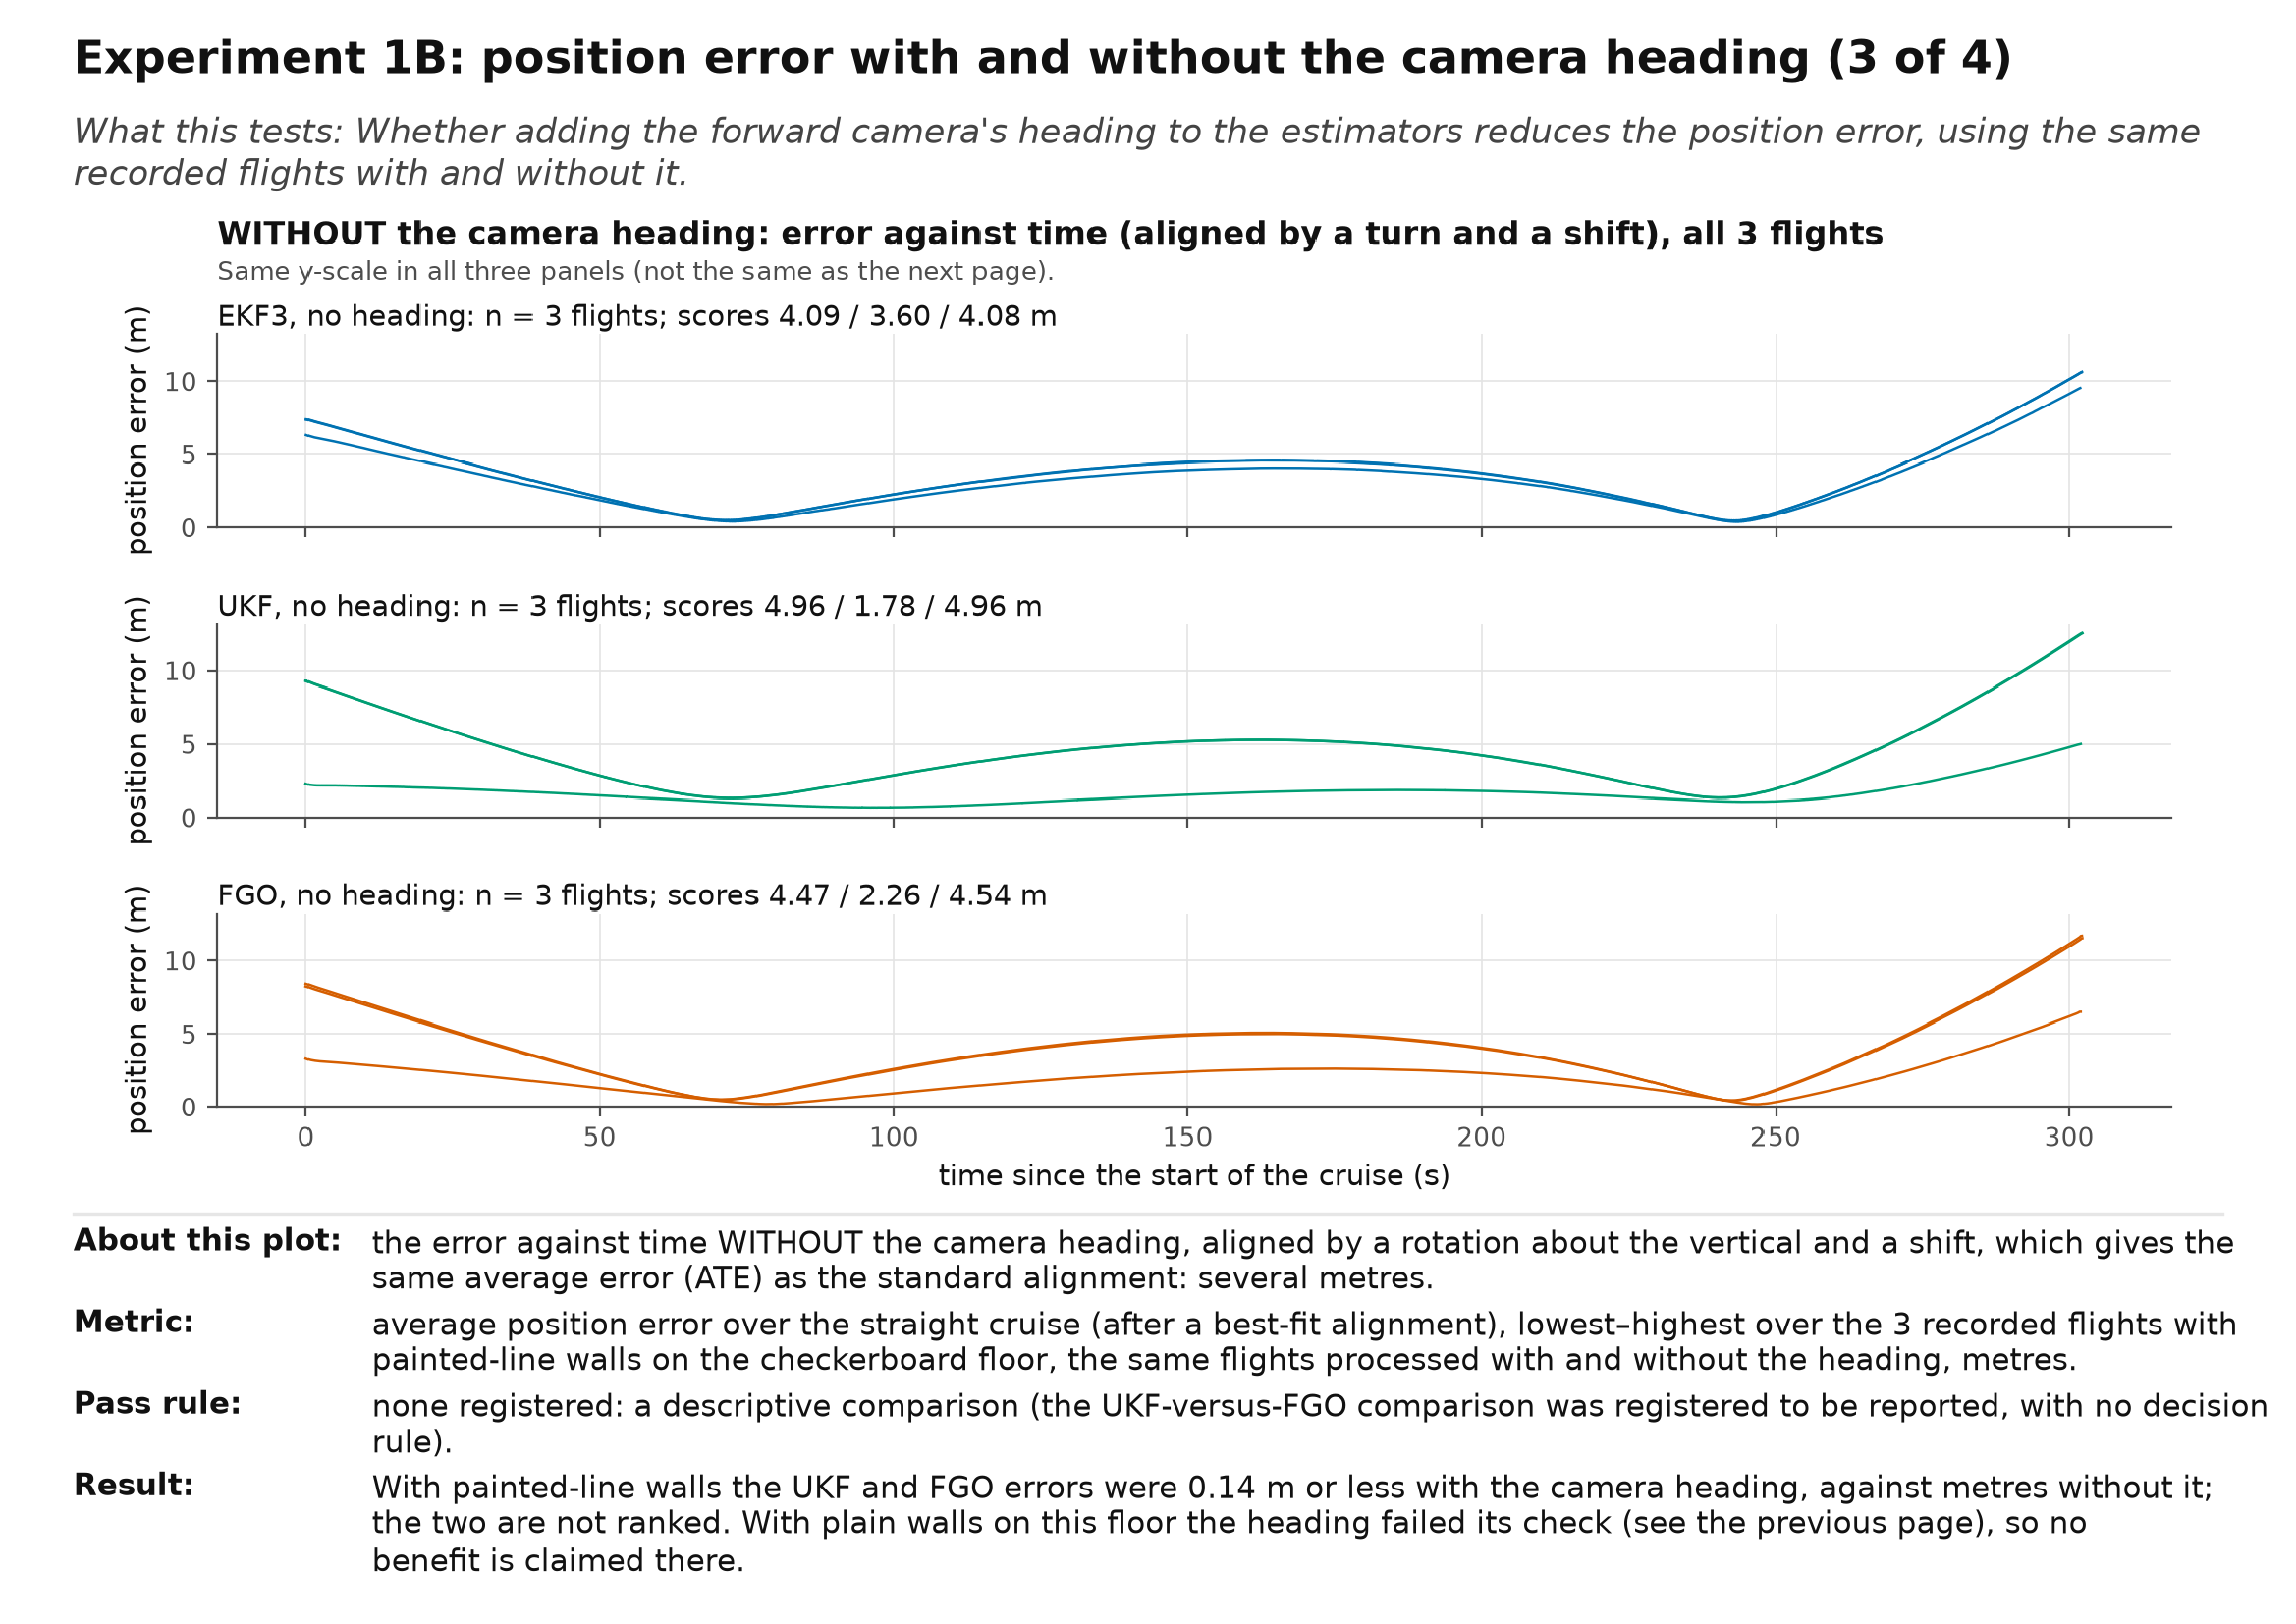 Experiment 1B: position error with and without the camera heading (3 of 4)
What this tests: Whether adding the forward camera's heading to the estimators reduces the position error, using the same
recorded flights with and without it.
WITHOUT the camera heading: error against time (aligned by a turn and a shift), all 3 flights
Same y-scale in all three panels (not the same as the next page).
EKF3, no heading: n = 3 flights; scores 4.09 / 3.60 / 4.08 m
position error (m)
10
5
0
UKF, no heading: n = 3 flights; scores 4.96 / 1.78 / 4.96 m
position error (m)
10
5
0
FGO, no heading: n = 3 flights; scores 4.47 / 2.26 / 4.54 m
position error (m)
10
5
0
0 50 100 150 200 250 300
time since the start of the cruise (s)
About this plot: the error against time WITHOUT the camera heading, aligned by a rotation about the vertical and a shift, which gives the
same average error (ATE) as the standard alignment: several metres.
Metric: average position error over the straight cruise (after a best-fit alignment), lowest–highest over the 3 recorded flights with
painted-line walls on the checkerboard floor, the same flights processed with and without the heading, metres.
Pass rule: none registered: a descriptive comparison (the UKF-versus-FGO comparison was registered to be reported, with no decision
rule).
Result: With painted-line walls the UKF and FGO errors were 0.14 m or less with the camera heading, against metres without it;
the two are not ranked. With plain walls on this floor the heading failed its check (see the previous page), so no
benefit is claimed there.